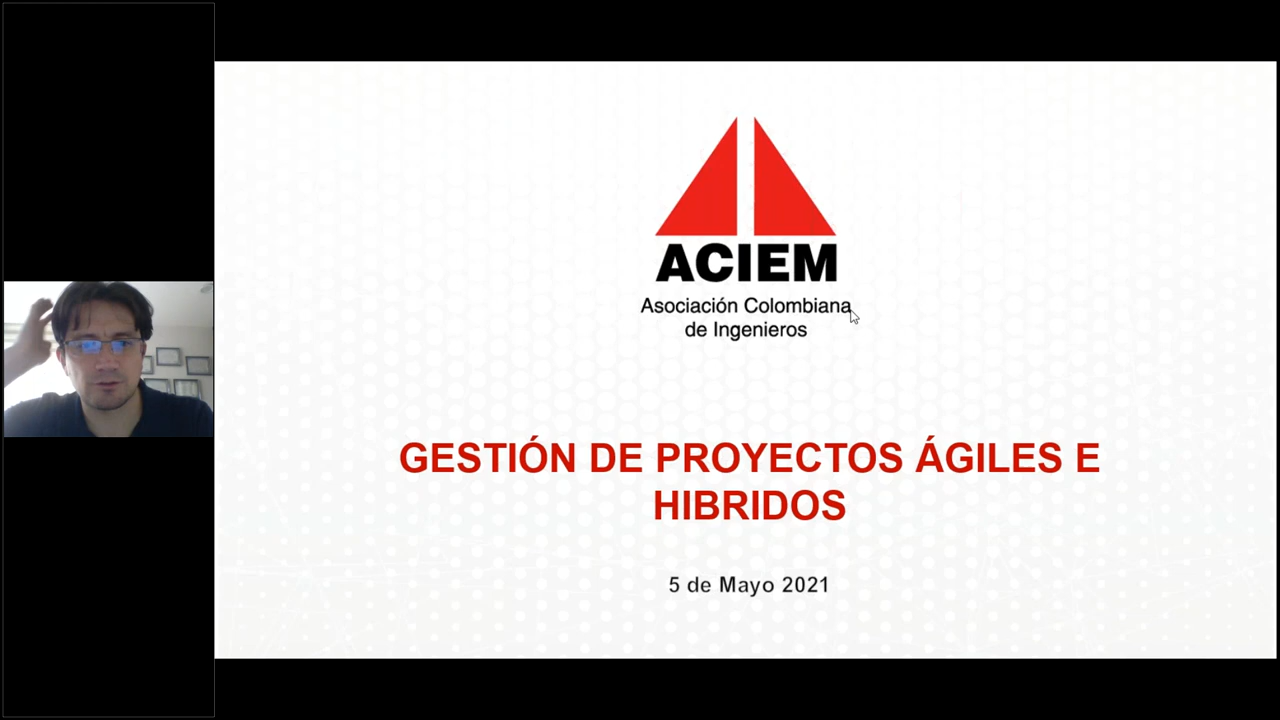 ACIEM
Asociación Colombiana
de Ingenieros
GESTIÓN DE PROYECTOS ÁGILES E
HIBRIDOS
5 de Mayo 2021